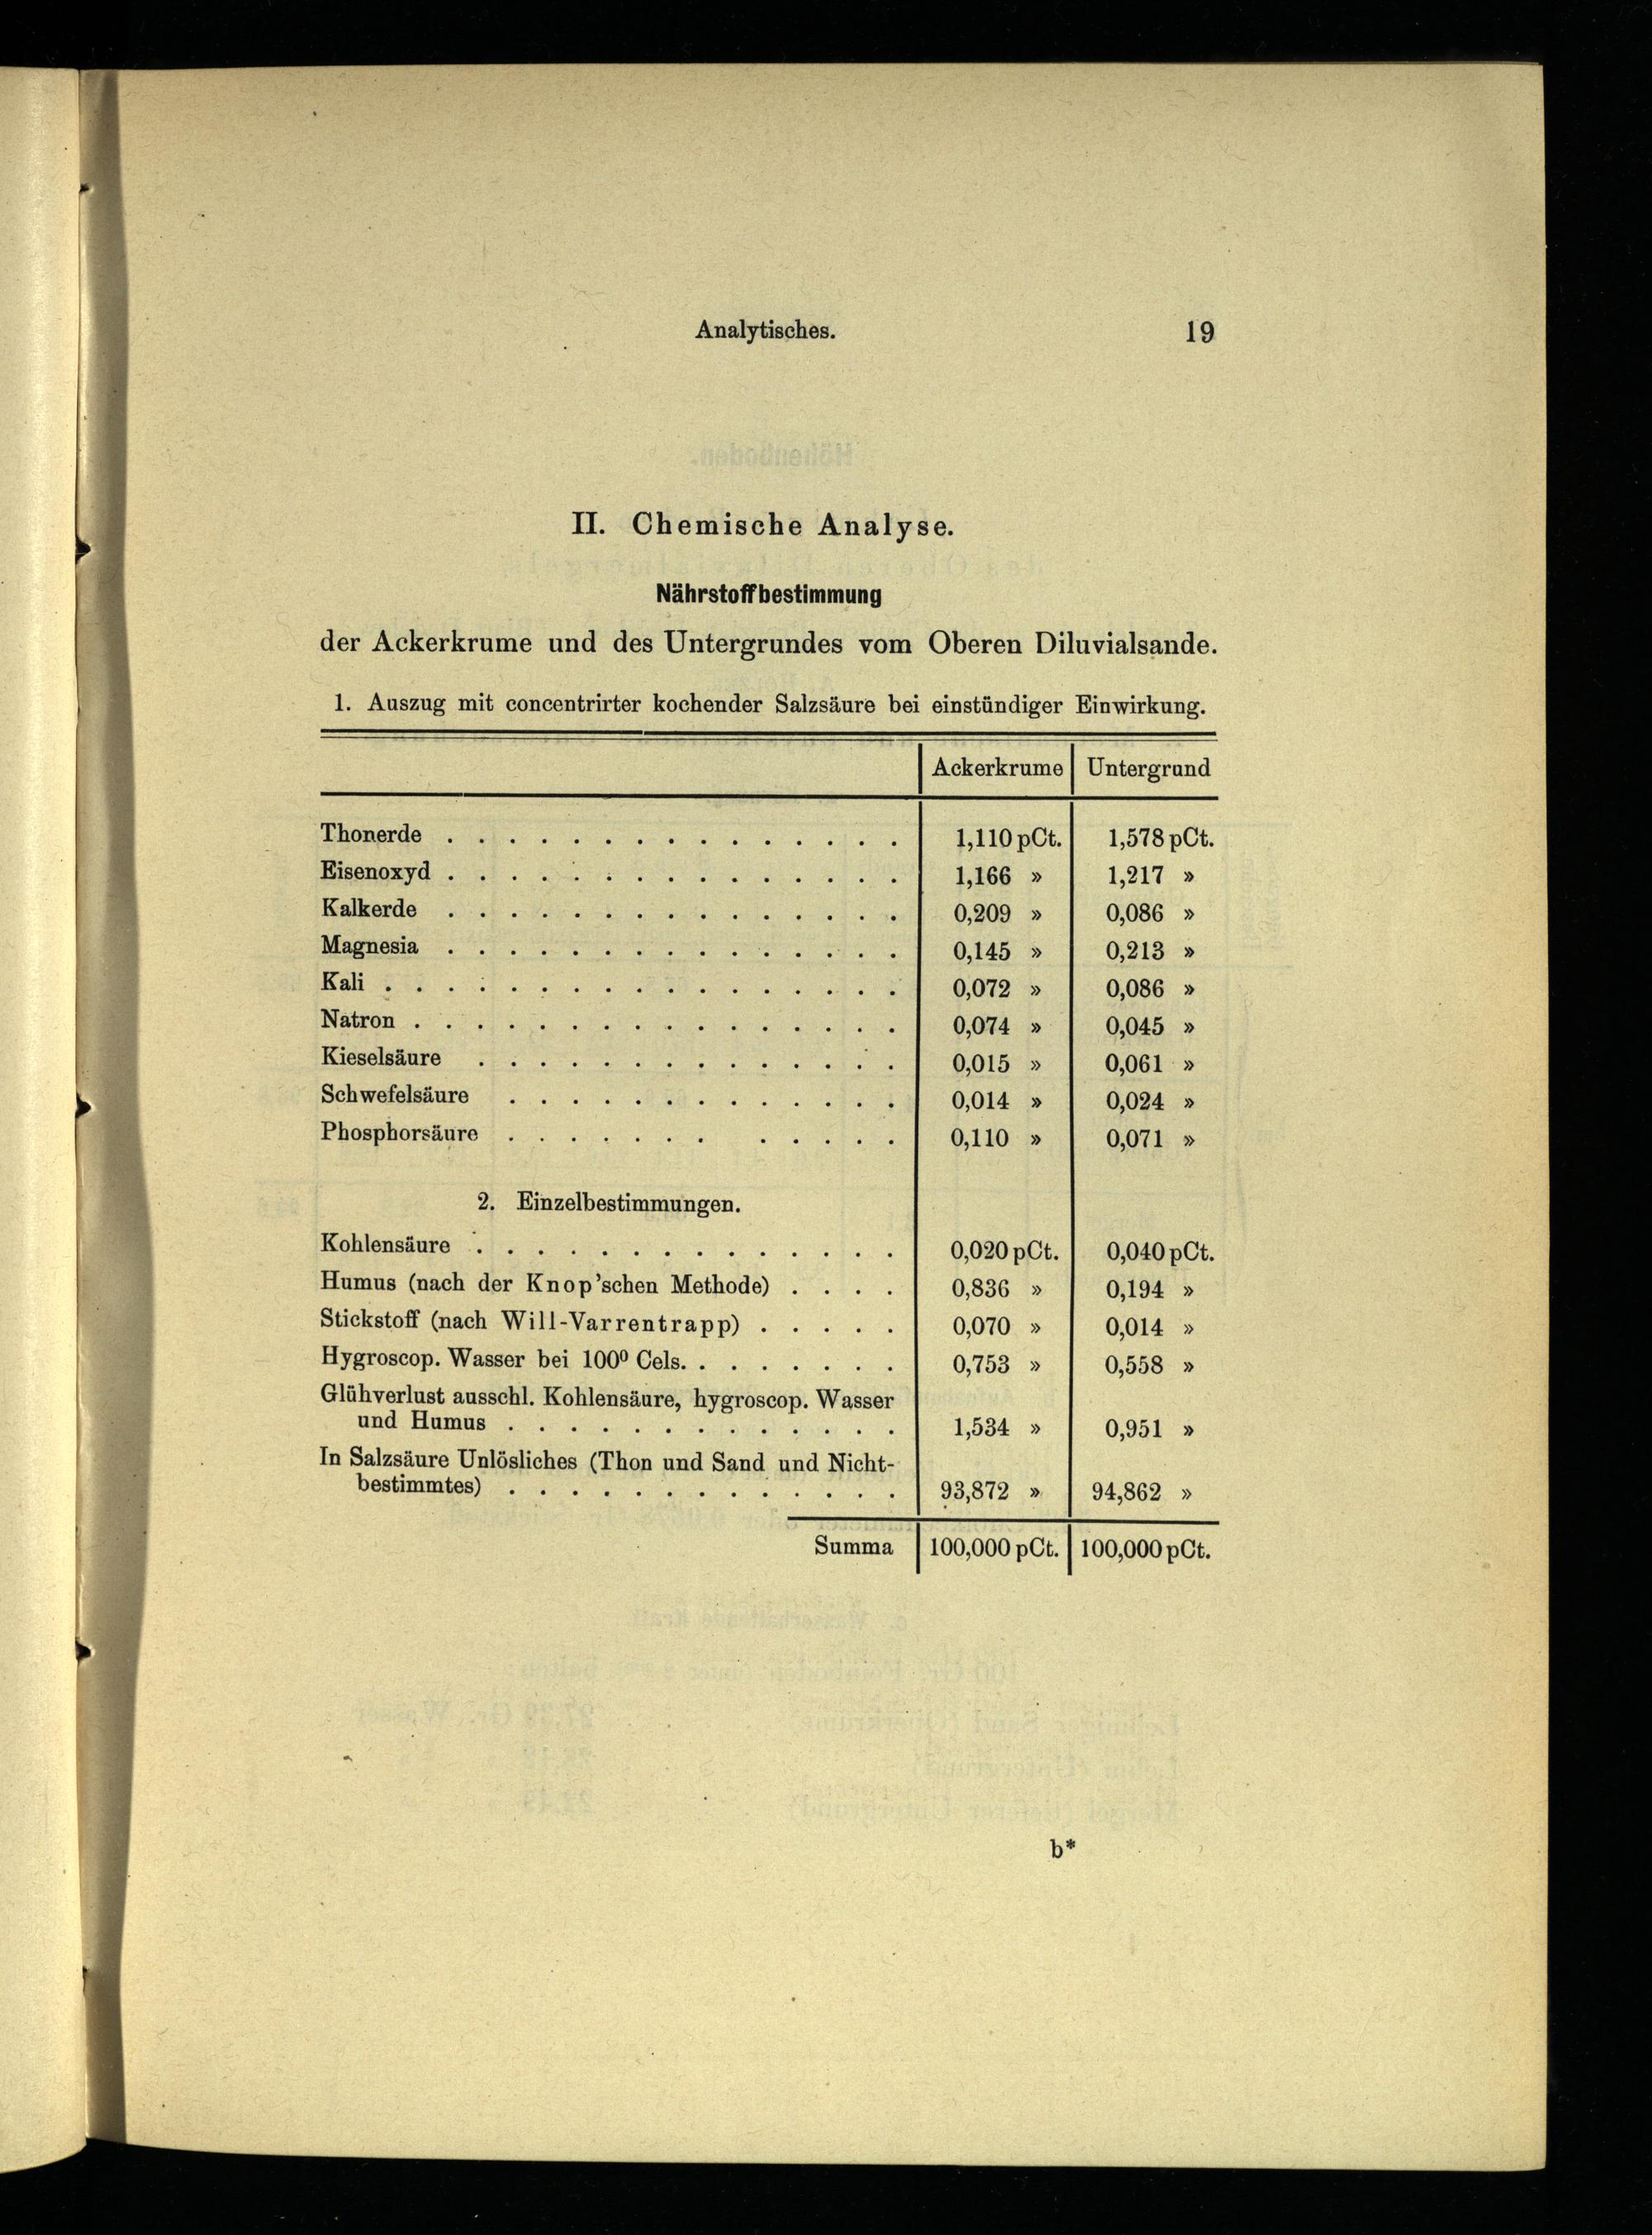 Analytisches. 19
II. Chemische Analyse.
Nährstoffbestimmung
der Ackerkrume und des Untergrundes vom Oberen Diluvialsande.
1. Auszug mit concentrirter kochender Salzsäure bei einstündiger Einwirkung.
Ackerkrume Untergrund
Thonerde . . . . . . . . . . . . . . . 1,110 pCt. 1,578 pCt.
Eisenoxyd . . . . . . . . . . . . . . . 1,166 » 1,217 »
Kalkerde . . . . . . . . . . . . . . . 0,209 » 0,086 »
Magnesia . . . . . . . . . . . . . . . 0,145 » 0,213 »
Kali . . . . . . . . . . . . . . . . . 0,072 » 0,086 »
Natron . . . . . . . . . . . . . . . . 0,074 » 0,045 »
Kieselsäure . . . . . . . . . . . . . . 0,015 » 0,061 »
Schwefelsäure . . . . . . . . . . . . . 0,014 » 0,024 »
Phosphorsäure . . . . . . . . . . . . 0,110 » 0,071 »
2. Einzelbestimmungen.
Kohlensäure . . . . . . . . . . . . . . 0,020 pCt. 0,040 pCt.
Humus (nach der Knop'schen Methode) . . . . 0,836 » 0,194 »
Stickstoff (nach Will-Varrentrapp) . . . . . 0,070 » 0,014 »
Hygroscop. Wasser bei 100⁰ Cels. . . . . . . . 0,753 » 0,558 »
Glühverlust ausschl. Kohlensäure, hygroscop. Wasser
und Humus . . . . . . . . . . . . . 1,534 » 0,951 »
In Salzsäure Unlösliches (Thon und Sand und Nicht-
bestimmtes) . . . . . . . . . . . . . 93,872 » 94,862 »
Summa 100,000 pCt. 100,000 pCt.
b*